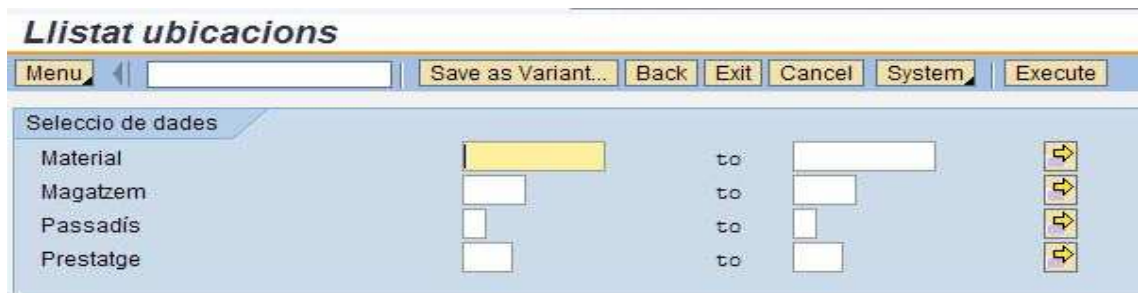 Llistat ubicacions
Menu Save as Variant... Back Exit Cancel System Execute
Seleccio de dades
Material to
Magatzem to
Passadís to
Prestatge to